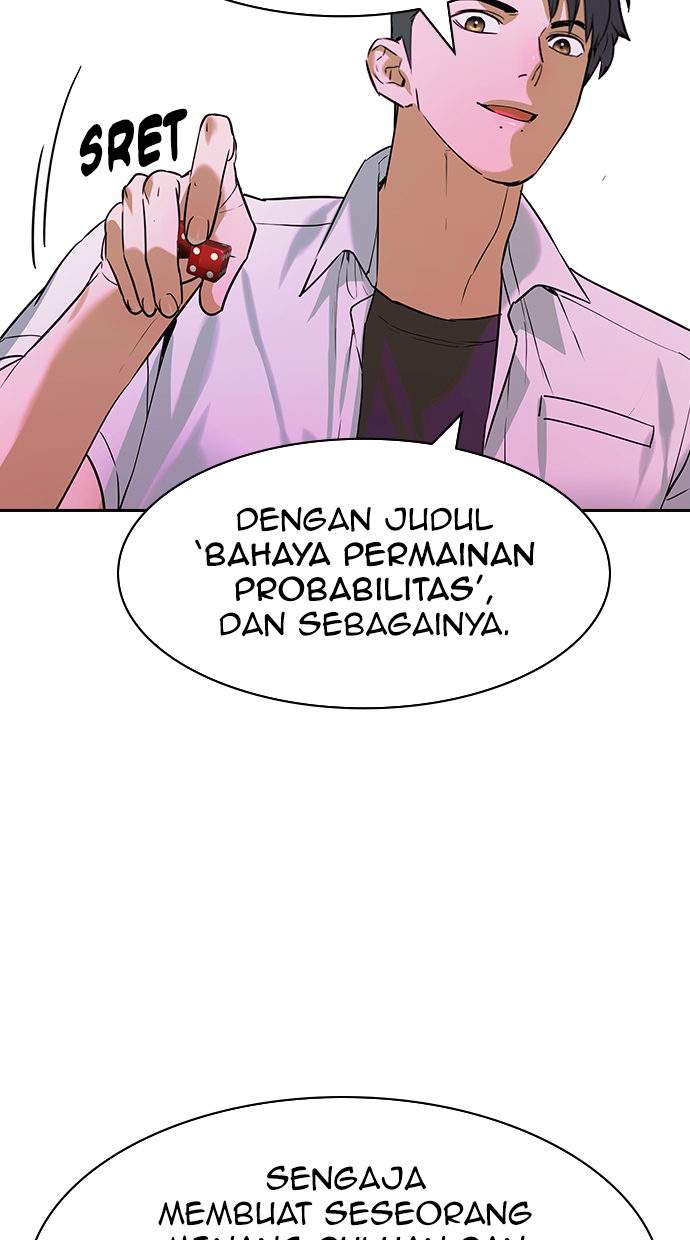 SRET
DENGAN JUDUL
‘BAHAYA PERMAINAN
PROBABILITAS’,
DAN SEBAGAINYA.
SENGAJA
MEMBUAT SESEORANG